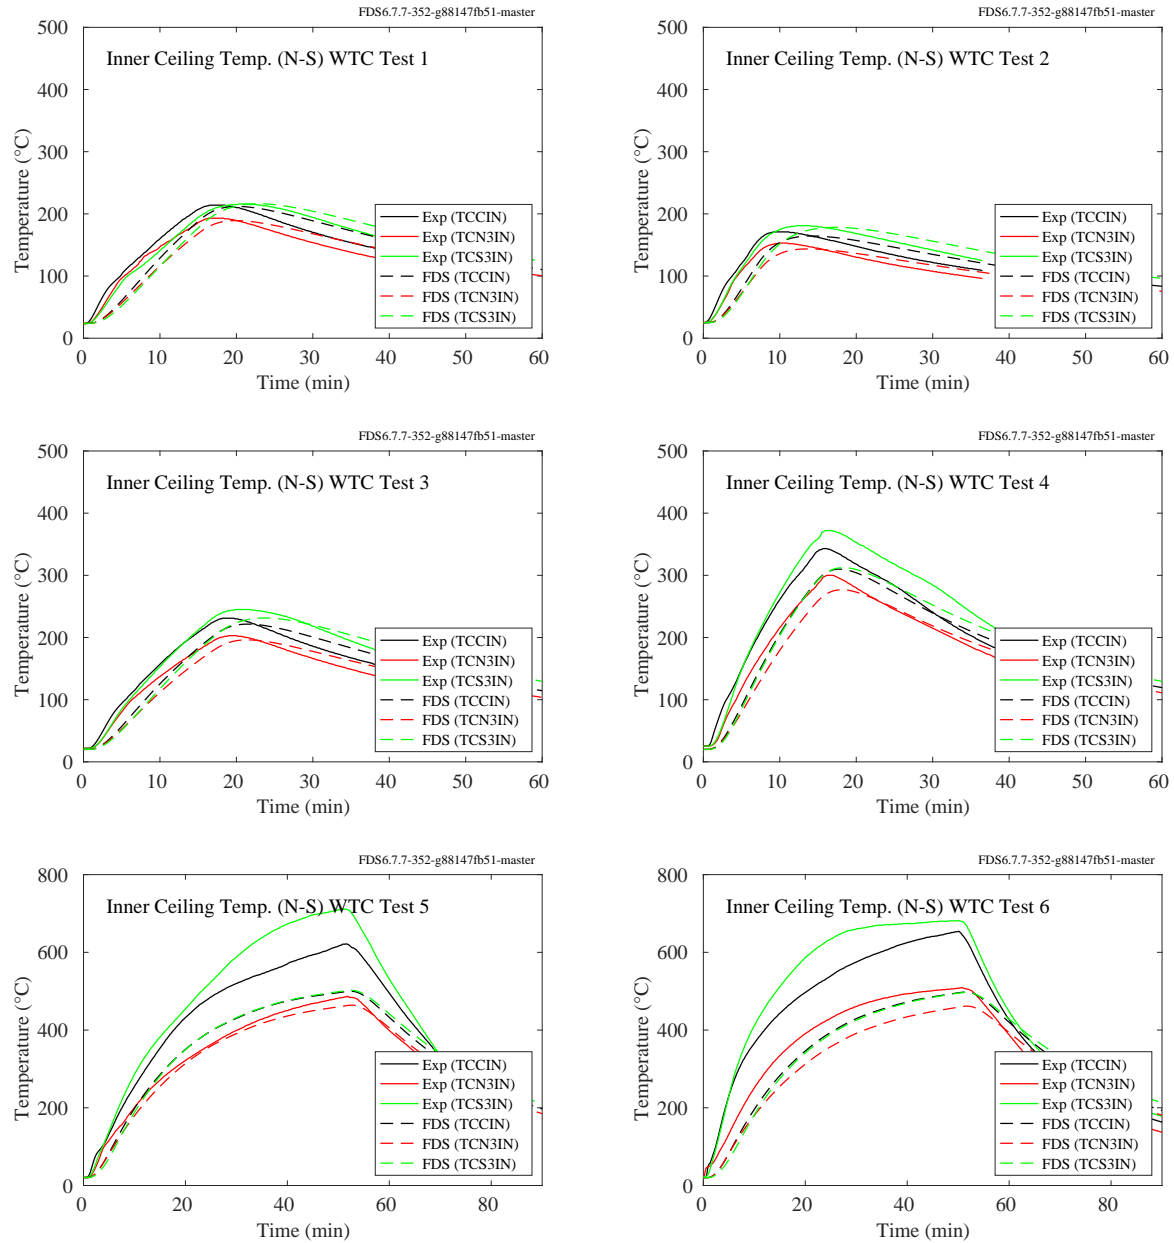 FDS6.7.7-352-g88147fb51-master
Inner Ceiling Temp. (N-S) WTC Test 1
Temperature (°C)
500
400
300
200
100
0
0 10 20 30 40 50 60
Time (min)
Exp (TCCIN)
Exp (TCN3IN)
Exp (TCS3IN)
FDS (TCCIN)
FDS (TCN3IN)
FDS (TCS3IN)
FDS6.7.7-352-g88147fb51-master
Inner Ceiling Temp. (N-S) WTC Test 2
Temperature (°C)
500
400
300
200
100
0
0 10 20 30 40 50 60
Time (min)
Exp (TCCIN)
Exp (TCN3IN)
Exp (TCS3IN)
FDS (TCCIN)
FDS (TCN3IN)
FDS (TCS3IN)
FDS6.7.7-352-g88147fb51-master
Inner Ceiling Temp. (N-S) WTC Test 3
Temperature (°C)
500
400
300
200
100
0
0 10 20 30 40 50 60
Time (min)
Exp (TCCIN)
Exp (TCN3IN)
Exp (TCS3IN)
FDS (TCCIN)
FDS (TCN3IN)
FDS (TCS3IN)
FDS6.7.7-352-g88147fb51-master
Inner Ceiling Temp. (N-S) WTC Test 4
Temperature (°C)
500
400
300
200
100
0
0 10 20 30 40 50 60
Time (min)
Exp (TCCIN)
Exp (TCN3IN)
Exp (TCS3IN)
FDS (TCCIN)
FDS (TCN3IN)
FDS (TCS3IN)
FDS6.7.7-352-g88147fb51-master
Inner Ceiling Temp. (N-S) WTC Test 5
Temperature (°C)
800
600
400
200
0
0 20 40 60 80
Time (min)
Exp (TCCIN)
Exp (TCN3IN)
Exp (TCS3IN)
FDS (TCCIN)
FDS (TCN3IN)
FDS (TCS3IN)
FDS6.7.7-352-g88147fb51-master
Inner Ceiling Temp. (N-S) WTC Test 6
Temperature (°C)
800
600
400
200
0
0 20 40 60 80
Time (min)
Exp (TCCIN)
Exp (TCN3IN)
Exp (TCS3IN)
FDS (TCCIN)
FDS (TCN3IN)
FDS (TCS3IN)